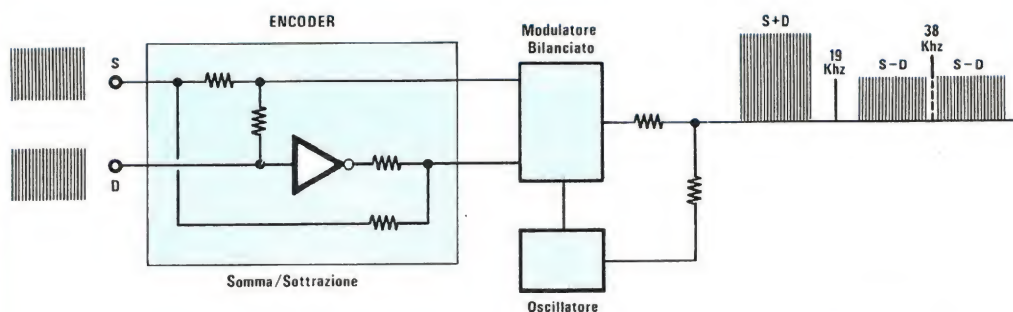 ENCODER
S
D
Somma/Sottrazione
Modulatore
Bilanciato
Oscillatore
S+D
19
Khz
S-D
38
Khz
S-D